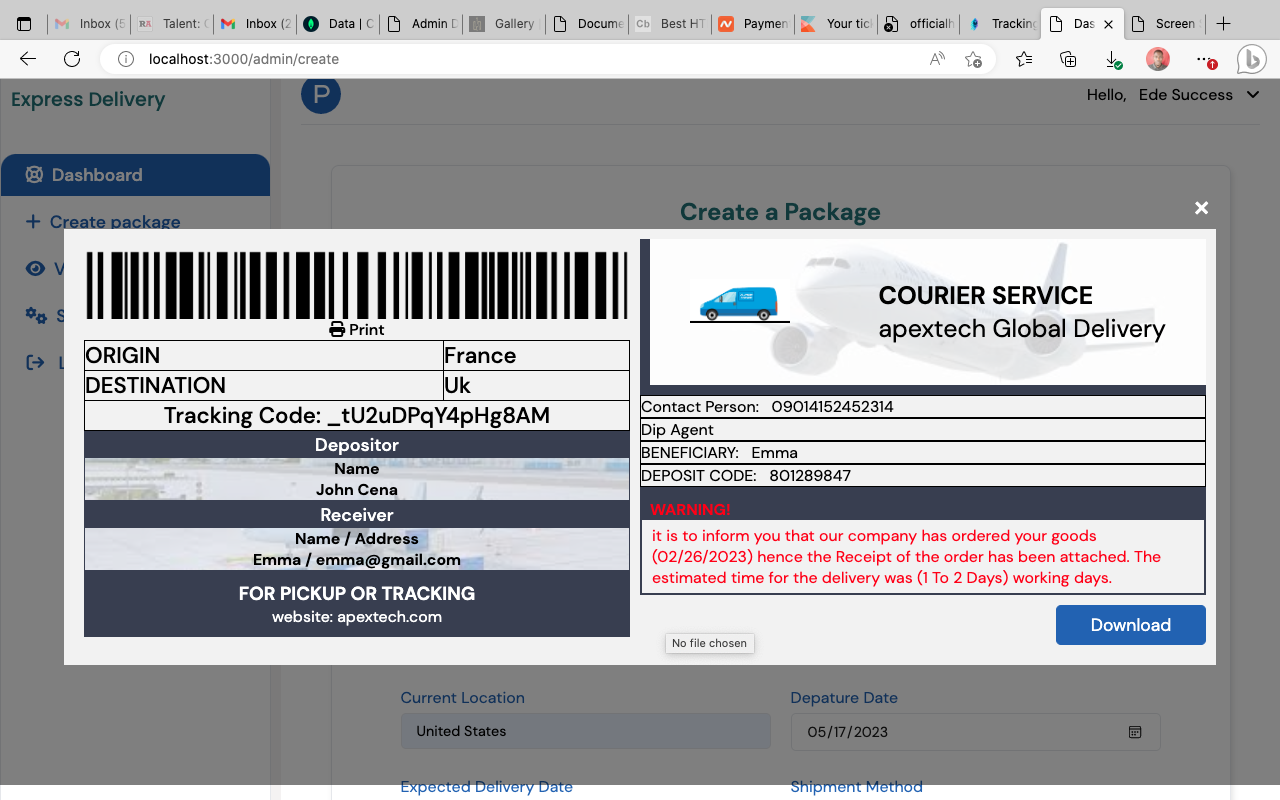 Inbox (5
Talent: C
Inbox (2
Data | C
Admin D
Gallery
Docume
Cb
Best HT
Paymen
Your tick
officialh
Tracking
Das
Screen S
localhost:3000/admin/create
Express Delivery
P
Hello, Ede Success
Dashboard
Create package
V
S
L
Create a Package
Print
ORIGIN France
DESTINATION Uk
Tracking Code: _tU2uDPqY4pHg8AM
Depositor
Name
John Cena
Receiver
Name / Address
Emma / emma@gmail.com
FOR PICKUP OR TRACKING
website: apextech.com
COURIER SERVICE
apextech Global Delivery
Contact Person: 09014152452314
Dip Agent
BENEFICIARY: Emma
DEPOSIT CODE: 801289847
WARNING!
it is to inform you that our company has ordered your goods
(02/26/2023) hence the Receipt of the order has been attached. The
estimated time for the delivery was (1 To 2 Days) working days.
No file chosen
Download
Current Location
Depature Date
United States
05/17/2023
Expected Delivery Date
Shipment Method